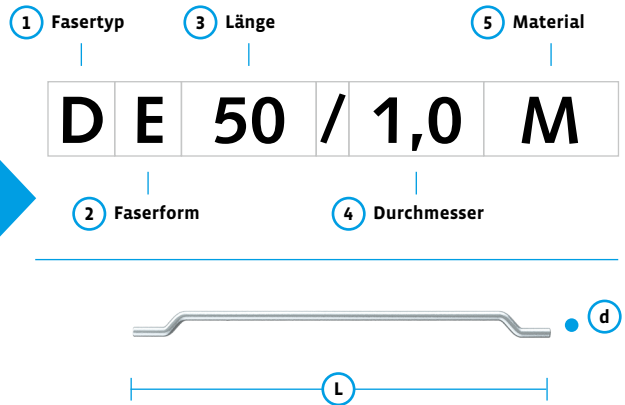 1 Fasertyp 3 Länge 5 Material
D E 50 / 1,0 M
2 Faserform 4 Durchmesser
d
L